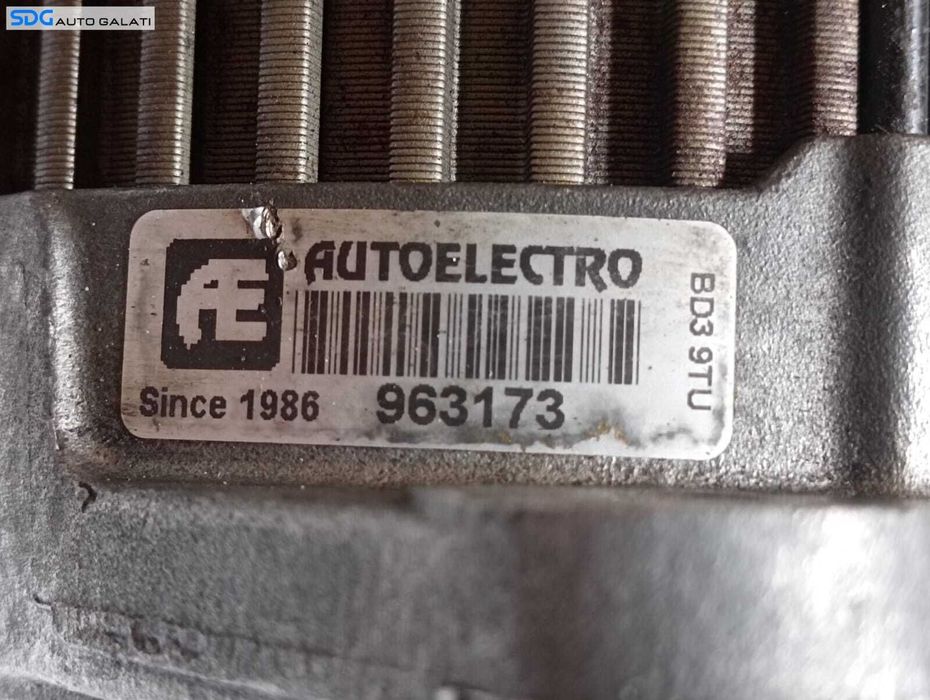 SDG AUTO GALATI
AE
AUTOELECTRO
Since 1986
963173
BD3 9TU